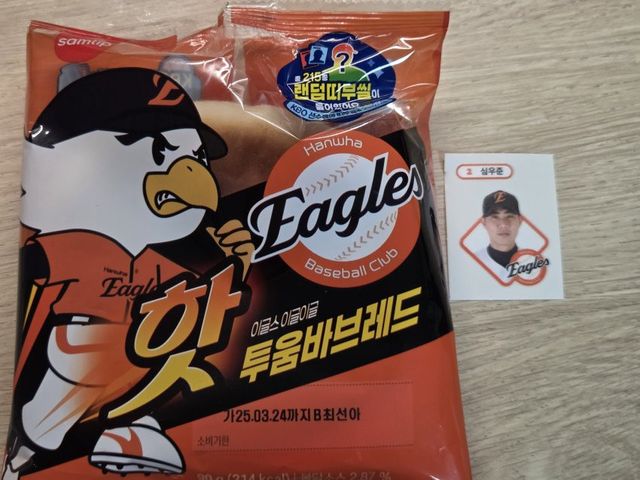 samlip
총 215종
랜덤띠부씰이
들어있어요
E
Hanwha
Eagles
Baseball Club
Hanwha
Eagle
이글스 이글이글
핫
투움바브레드
가25.03.24까지B최선아
소비기한
2 심우준
E
Eagles